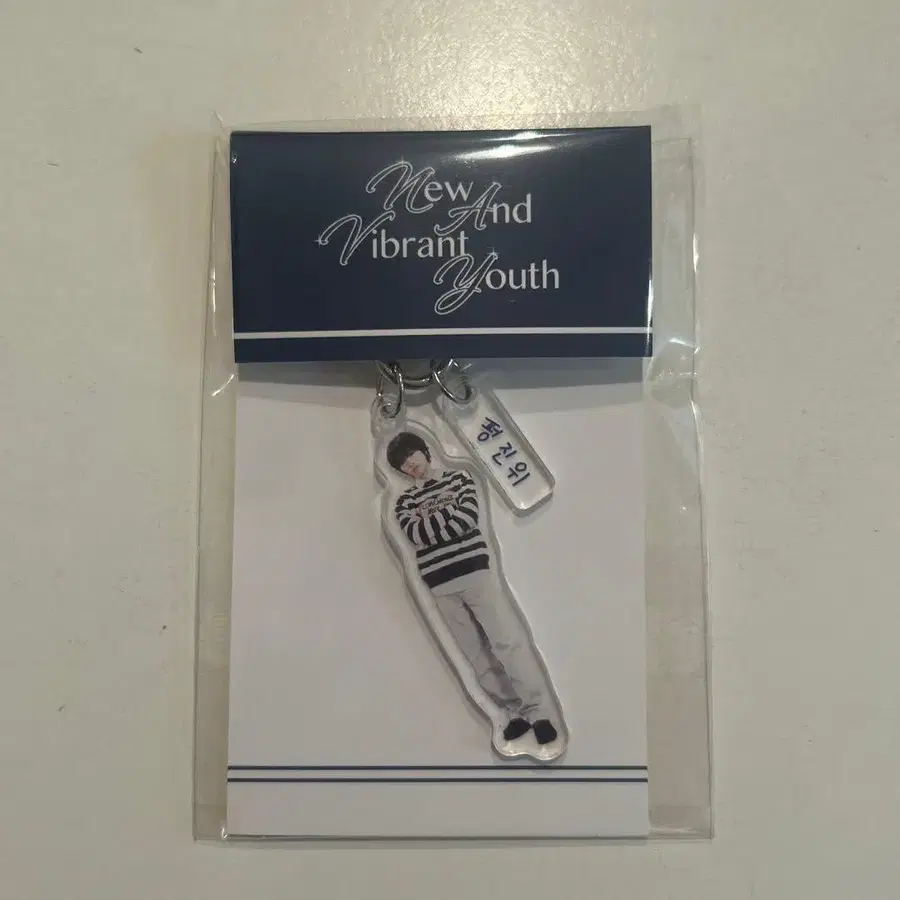 New
And
Vibrant
Youth
펑진위